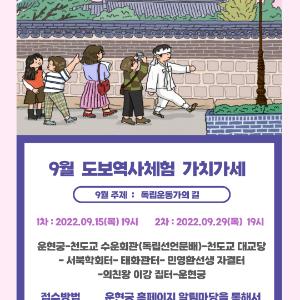 9월 도보역사체험 가치가세
9월 주제 : 독립운동가의 길
1차 : 2022.09.15(목) 19시 2차 : 2022.09.29(목) 19시
운현궁-천도교 수운회관(독립선언문배)-천도교 대교당
- 서북학회터- 태화관터- 민영환선생 자결터
-의친왕 이강 집터-운현궁
접수방법 운현궁 홈페이지 알림마당을 통해서